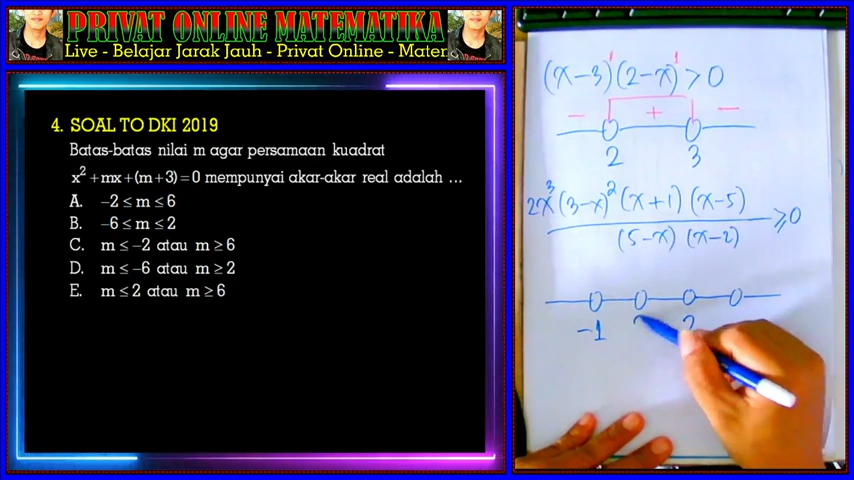 PRIVAT ONLINE MATEMATIKA
Live - Belajar Jarak Jauh - Privat Online - Mater
4. SOAL TO DKI 2019
Batas-batas nilai m agar persamaan kuadrat
x² + mx + (m + 3) = 0 mempunyai akar-akar real adalah ...
A. −2 ≤ m ≤ 6
B. −6 ≤ m ≤ 2
C. m ≤ −2 atau m ≥ 6
D. m ≤ −6 atau m ≥ 2
E. m ≤ 2 atau m ≥ 6
(x−3)¹(2−x)¹ > 0
− + −
2 3
2x³(3−x)²(x+1)(x−5)
≥ 0
(5−x)(x−2)
−1